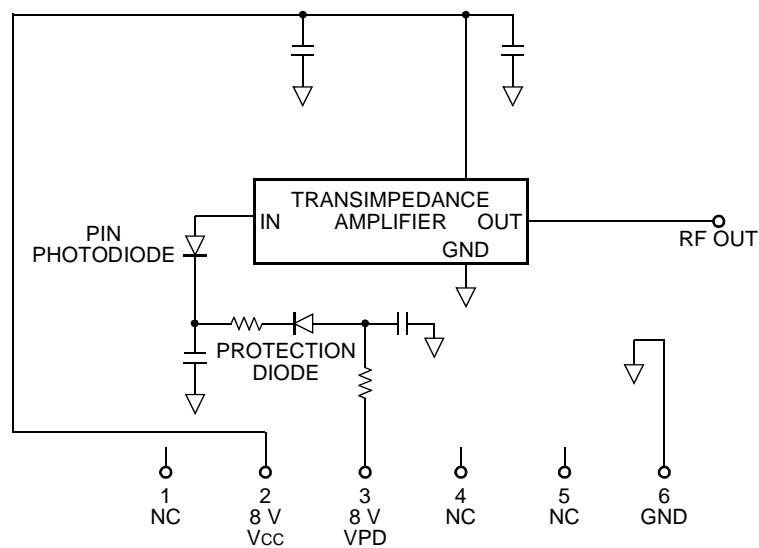 TRANSIMPEDANCE
AMPLIFIER
IN
OUT
GND
PIN
PHOTODIODE
RF OUT
PROTECTION
DIODE
1
NC
2
8 V
VCC
3
8 V
VPD
4
NC
5
NC
6
GND